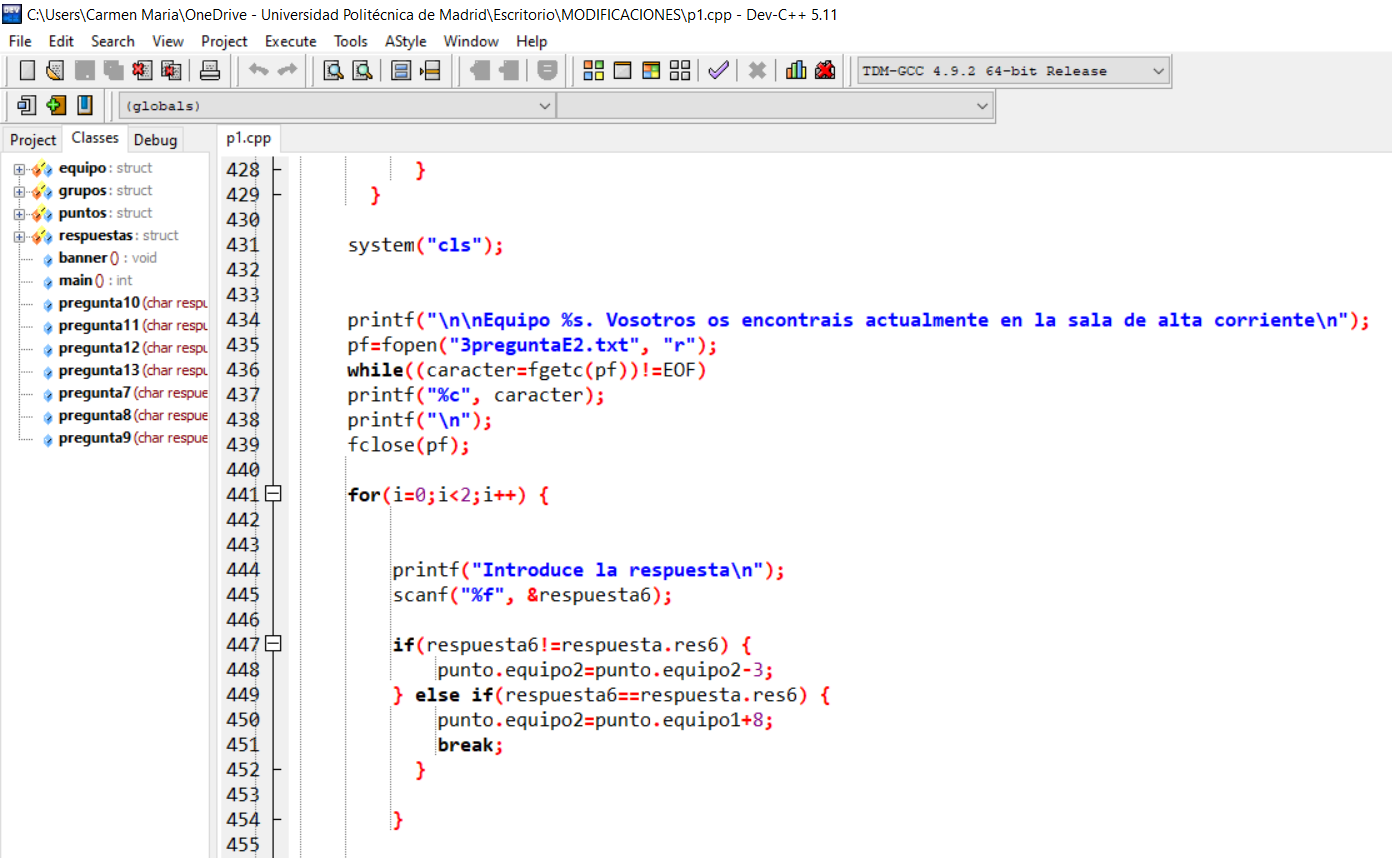 C:\Users\Carmen Maria\OneDrive - Universidad Politécnica de Madrid\Escritorio\MODIFICACIONES\p1.cpp - Dev-C++ 5.11
File Edit Search View Project Execute Tools AStyle Window Help
TDM-GCC 4.9.2 64-bit Release
(globals)
Project Classes Debug
p1.cpp
equipo : struct
grupos : struct
puntos : struct
respuestas : struct
banner () : void
main () : int
pregunta10 (char respu
pregunta11 (char respu
pregunta12 (char respu
pregunta13 (char respu
pregunta7 (char respue
pregunta8 (char respue
pregunta9 (char respue
428 }
429 }
430
431 system("cls");
432
433
434 printf("\n\nEquipo %s. Vosotros os encontrais actualmente en la sala de alta corriente\n");
435 pf=fopen("3preguntaE2.txt", "r");
436 while((caracter=fgetc(pf))!=EOF)
437 printf("%c", caracter);
438 printf("\n");
439 fclose(pf);
440
441 for(i=0;i<2;i++) {
442
443
444 printf("Introduce la respuesta\n");
445 scanf("%f", &respuesta6);
446
447 if(respuesta6!=respuesta.res6) {
448 punto.equipo2=punto.equipo2-3;
449 } else if(respuesta6==respuesta.res6) {
450 punto.equipo2=punto.equipo1+8;
451 break;
452 }
453
454 }
455